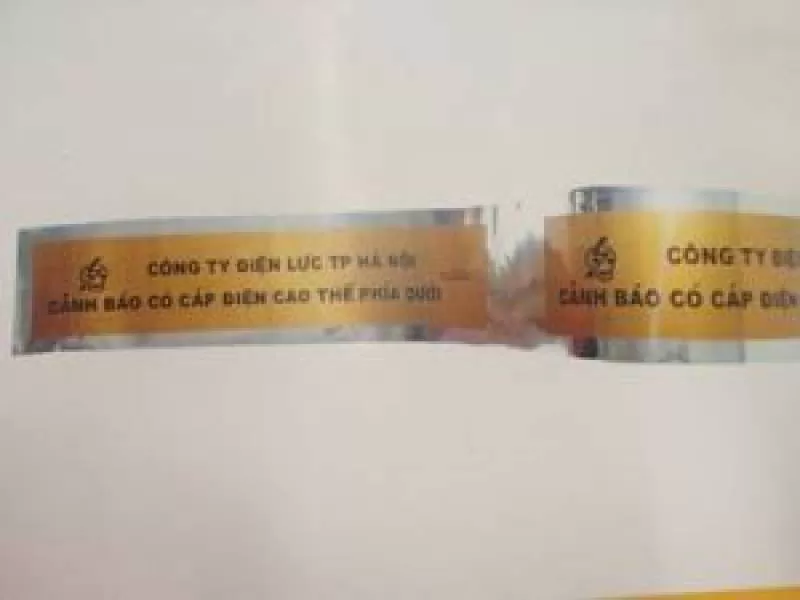 CÔNG TY ĐIỆN LỰC TP HÀ NỘI
CẢNH BÁO CÓ CÁP ĐIỆN CAO THẾ PHÍA DƯỚI
CÔNG TY ĐIỆ
CẢNH BÁO CÓ CÁP ĐIỆN